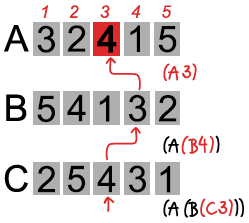 1 2 3 4 5
A 3 2 4 1 5
(A3)
B 5 4 1 3 2
(A(B4))
C 2 5 4 3 1
(A(B(C3)))